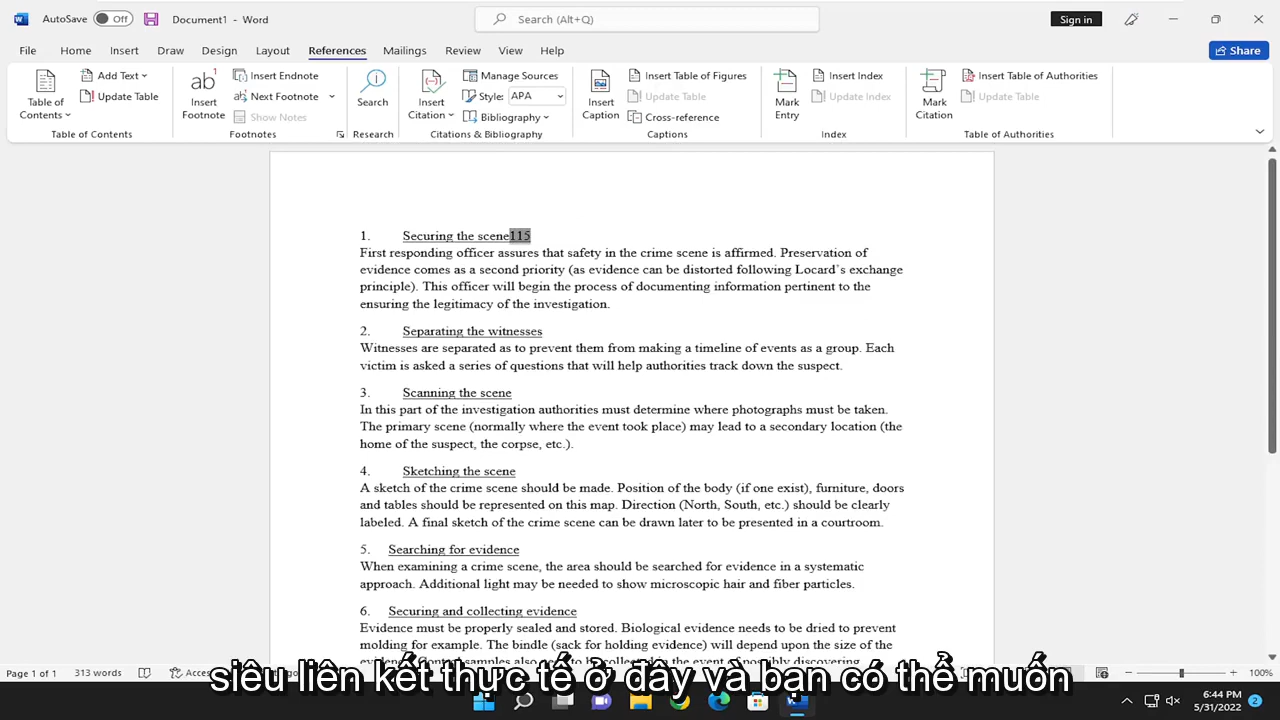 AutoSave Off Document1 - Word Search (Alt+Q) Sign in
File Home Insert Draw Design Layout References Mailings Review View Help Share
Table of Contents Add Text Update Table Table of Contents
ab Insert Footnote Insert Endnote Next Footnote Show Notes Footnotes
Search Research
Insert Citation Manage Sources Style: APA Bibliography Citations & Bibliography
Insert Caption Insert Table of Figures Update Table Cross-reference Captions
Mark Entry Insert Index Update Index Index
Mark Citation Insert Table of Authorities Update Table Table of Authorities
1. Securing the scene115
First responding officer assures that safety in the crime scene is affirmed. Preservation of
evidence comes as a second priority (as evidence can be distorted following Locard's exchange
principle). This officer will begin the process of documenting information pertinent to the
ensuring the legitimacy of the investigation.
2. Separating the witnesses
Witnesses are separated as to prevent them from making a timeline of events as a group. Each
victim is asked a series of questions that will help authorities track down the suspect.
3. Scanning the scene
In this part of the investigation authorities must determine where photographs must be taken.
The primary scene (normally where the event took place) may lead to a secondary location (the
home of the suspect, the corpse, etc.).
4. Sketching the scene
A sketch of the crime scene should be made. Position of the body (if one exist), furniture, doors
and tables should be represented on this map. Direction (North, South, etc.) should be clearly
labeled. A final sketch of the crime scene can be drawn later to be presented in a courtroom.
5. Searching for evidence
When examining a crime scene, the area should be searched for evidence in a systematic
approach. Additional light may be needed to show microscopic hair and fiber particles.
6. Securing and collecting evidence
Evidence must be properly sealed and stored. Biological evidence needs to be dried to prevent
molding for example. The bindle (sack for holding evidence) will depend upon the size of the
siêu liên kết thực tế ở đây và bạn có thể muốn
Page 1 of 1 313 words 100%
6:44 PM
5/31/2022 2